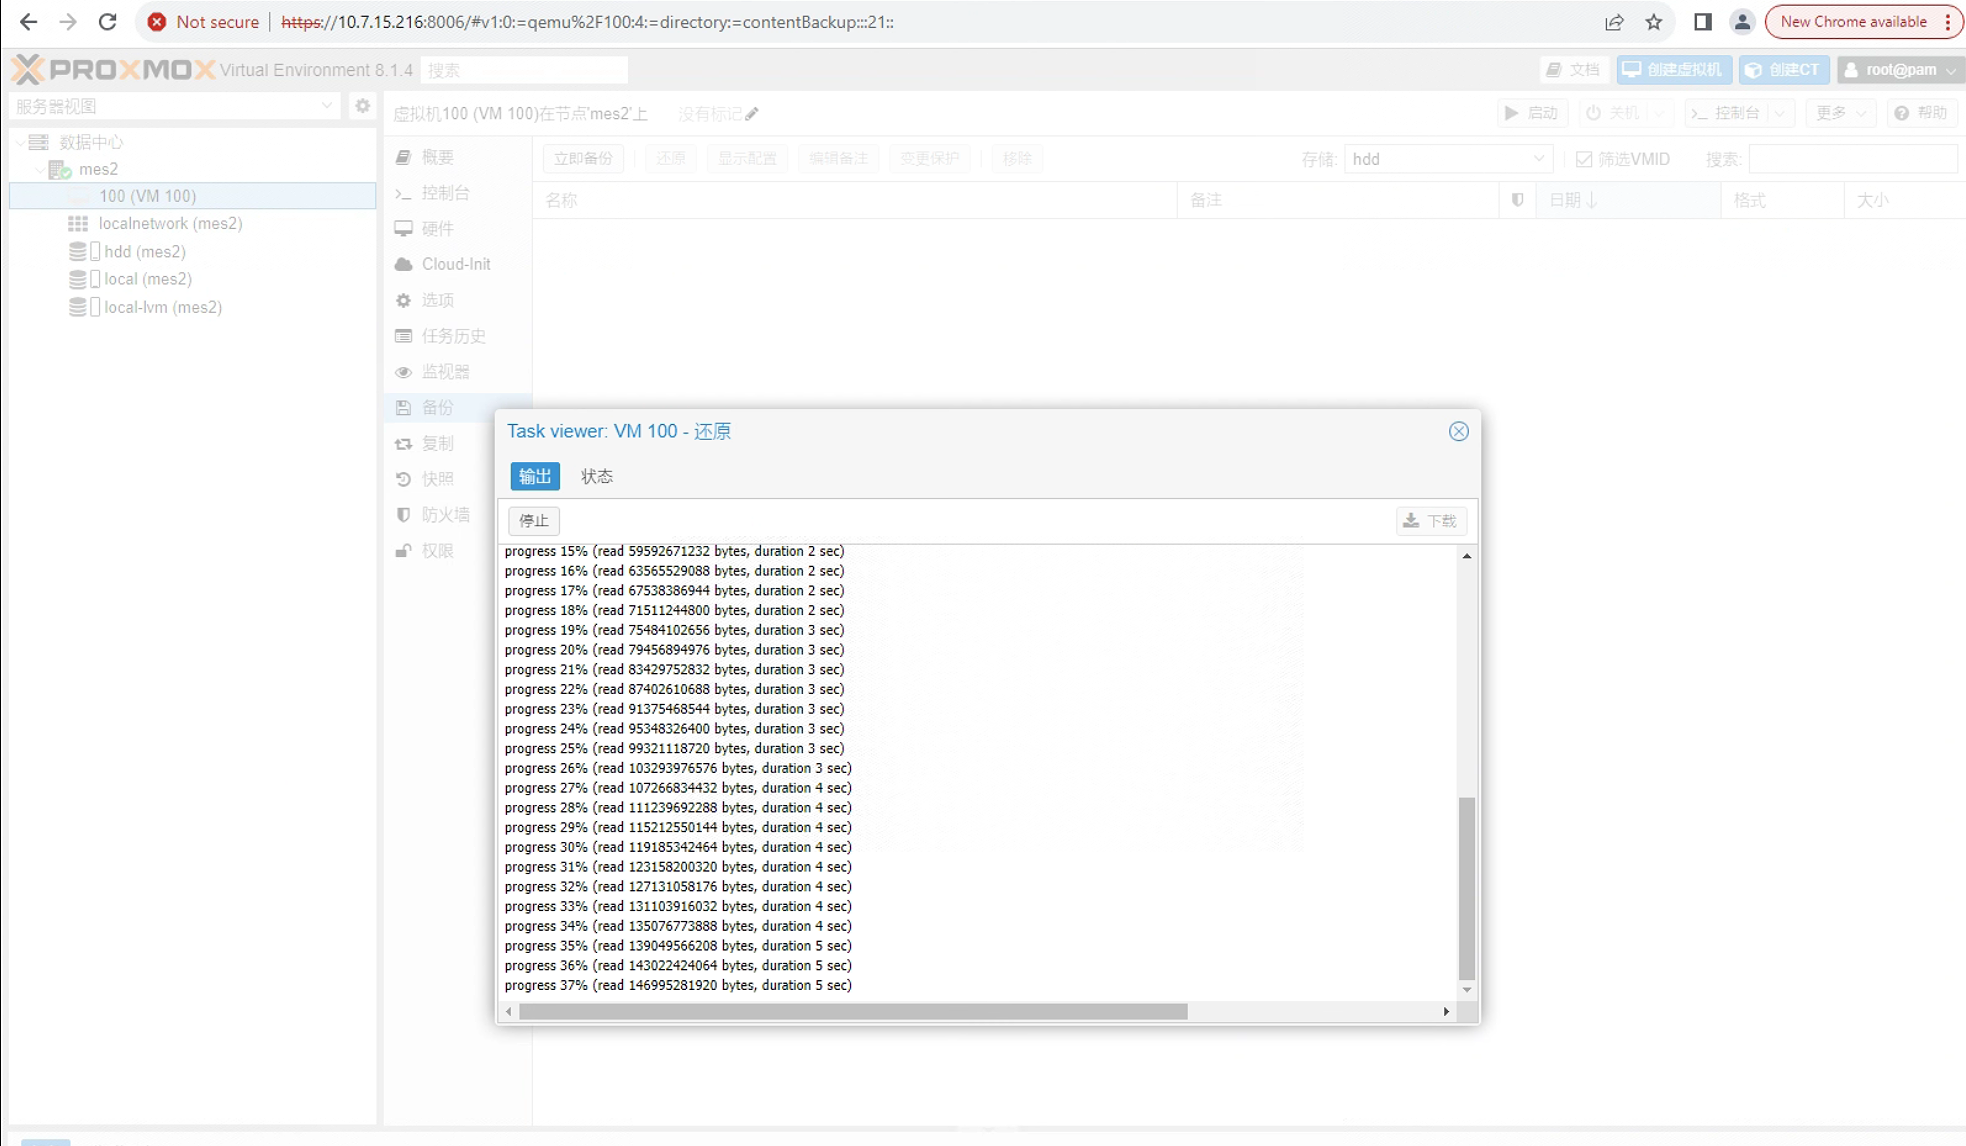 Not secure | https://10.7.15.216:8006/#v1:0:=qemu%2F100:4:=directory:=contentBackup:::21::
New Chrome available
PROXMOX Virtual Environment 8.1.4 搜索
文档 创建虚拟机 创建CT root@pam
服务器视图
虚拟机100 (VM 100)在节点'mes2'上 没有标记
启动 关机 控制台 更多 帮助
数据中心
mes2
100 (VM 100)
localnetwork (mes2)
hdd (mes2)
local (mes2)
local-lvm (mes2)
概要
控制台
硬件
Cloud-Init
选项
任务历史
监视器
备份
复制
快照
防火墙
权限
立即备份 还原 显示配置 编辑备注 变更保护 移除 存储: hdd 筛选VMID 搜索:
名称 备注 日期 格式 大小
Task viewer: VM 100 - 还原
输出 状态
停止 下载
progress 15% (read 59592671232 bytes, duration 2 sec)
progress 16% (read 63565529088 bytes, duration 2 sec)
progress 17% (read 67538386944 bytes, duration 2 sec)
progress 18% (read 71511244800 bytes, duration 2 sec)
progress 19% (read 75484102656 bytes, duration 3 sec)
progress 20% (read 79456894976 bytes, duration 3 sec)
progress 21% (read 83429752832 bytes, duration 3 sec)
progress 22% (read 87402610688 bytes, duration 3 sec)
progress 23% (read 91375468544 bytes, duration 3 sec)
progress 24% (read 95348326400 bytes, duration 3 sec)
progress 25% (read 99321118720 bytes, duration 3 sec)
progress 26% (read 103293976576 bytes, duration 3 sec)
progress 27% (read 107266834432 bytes, duration 4 sec)
progress 28% (read 111239692288 bytes, duration 4 sec)
progress 29% (read 115212550144 bytes, duration 4 sec)
progress 30% (read 119185342464 bytes, duration 4 sec)
progress 31% (read 123158200320 bytes, duration 4 sec)
progress 32% (read 127131058176 bytes, duration 4 sec)
progress 33% (read 131103916032 bytes, duration 4 sec)
progress 34% (read 135076773888 bytes, duration 4 sec)
progress 35% (read 139049566208 bytes, duration 5 sec)
progress 36% (read 143022424064 bytes, duration 5 sec)
progress 37% (read 146995281920 bytes, duration 5 sec)